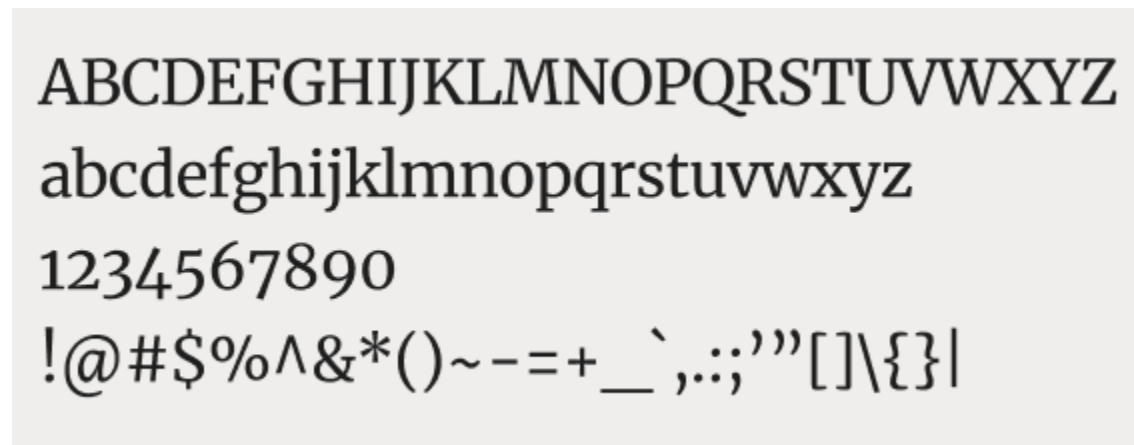 ABCDEFGHIJKLMNOPQRSTUVWXYZ
abcdefghijklmnopqrstuvwxyz
1234567890
!@#$%^&*()~-=+_`,.:;’”[]\{}|